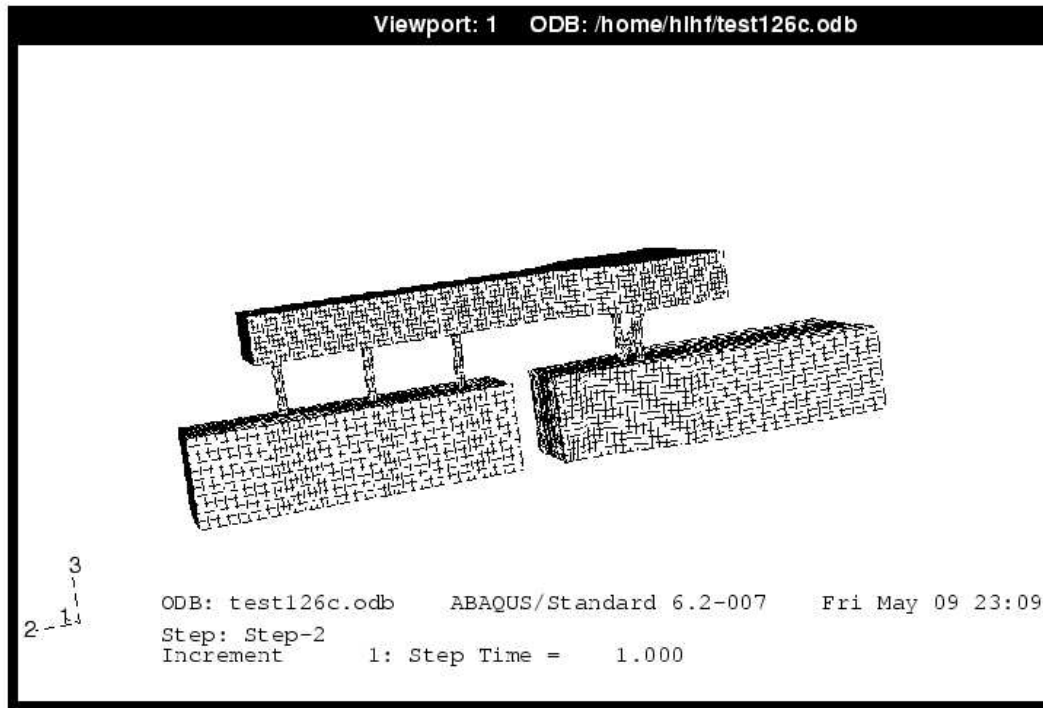 Viewport: 1 ODB: /home/hlhf/test126c.odb
3
2 1
ODB: test126c.odb ABAQUS/Standard 6.2-007 Fri May 09 23:09
Step: Step-2
Increment 1: Step Time = 1.000